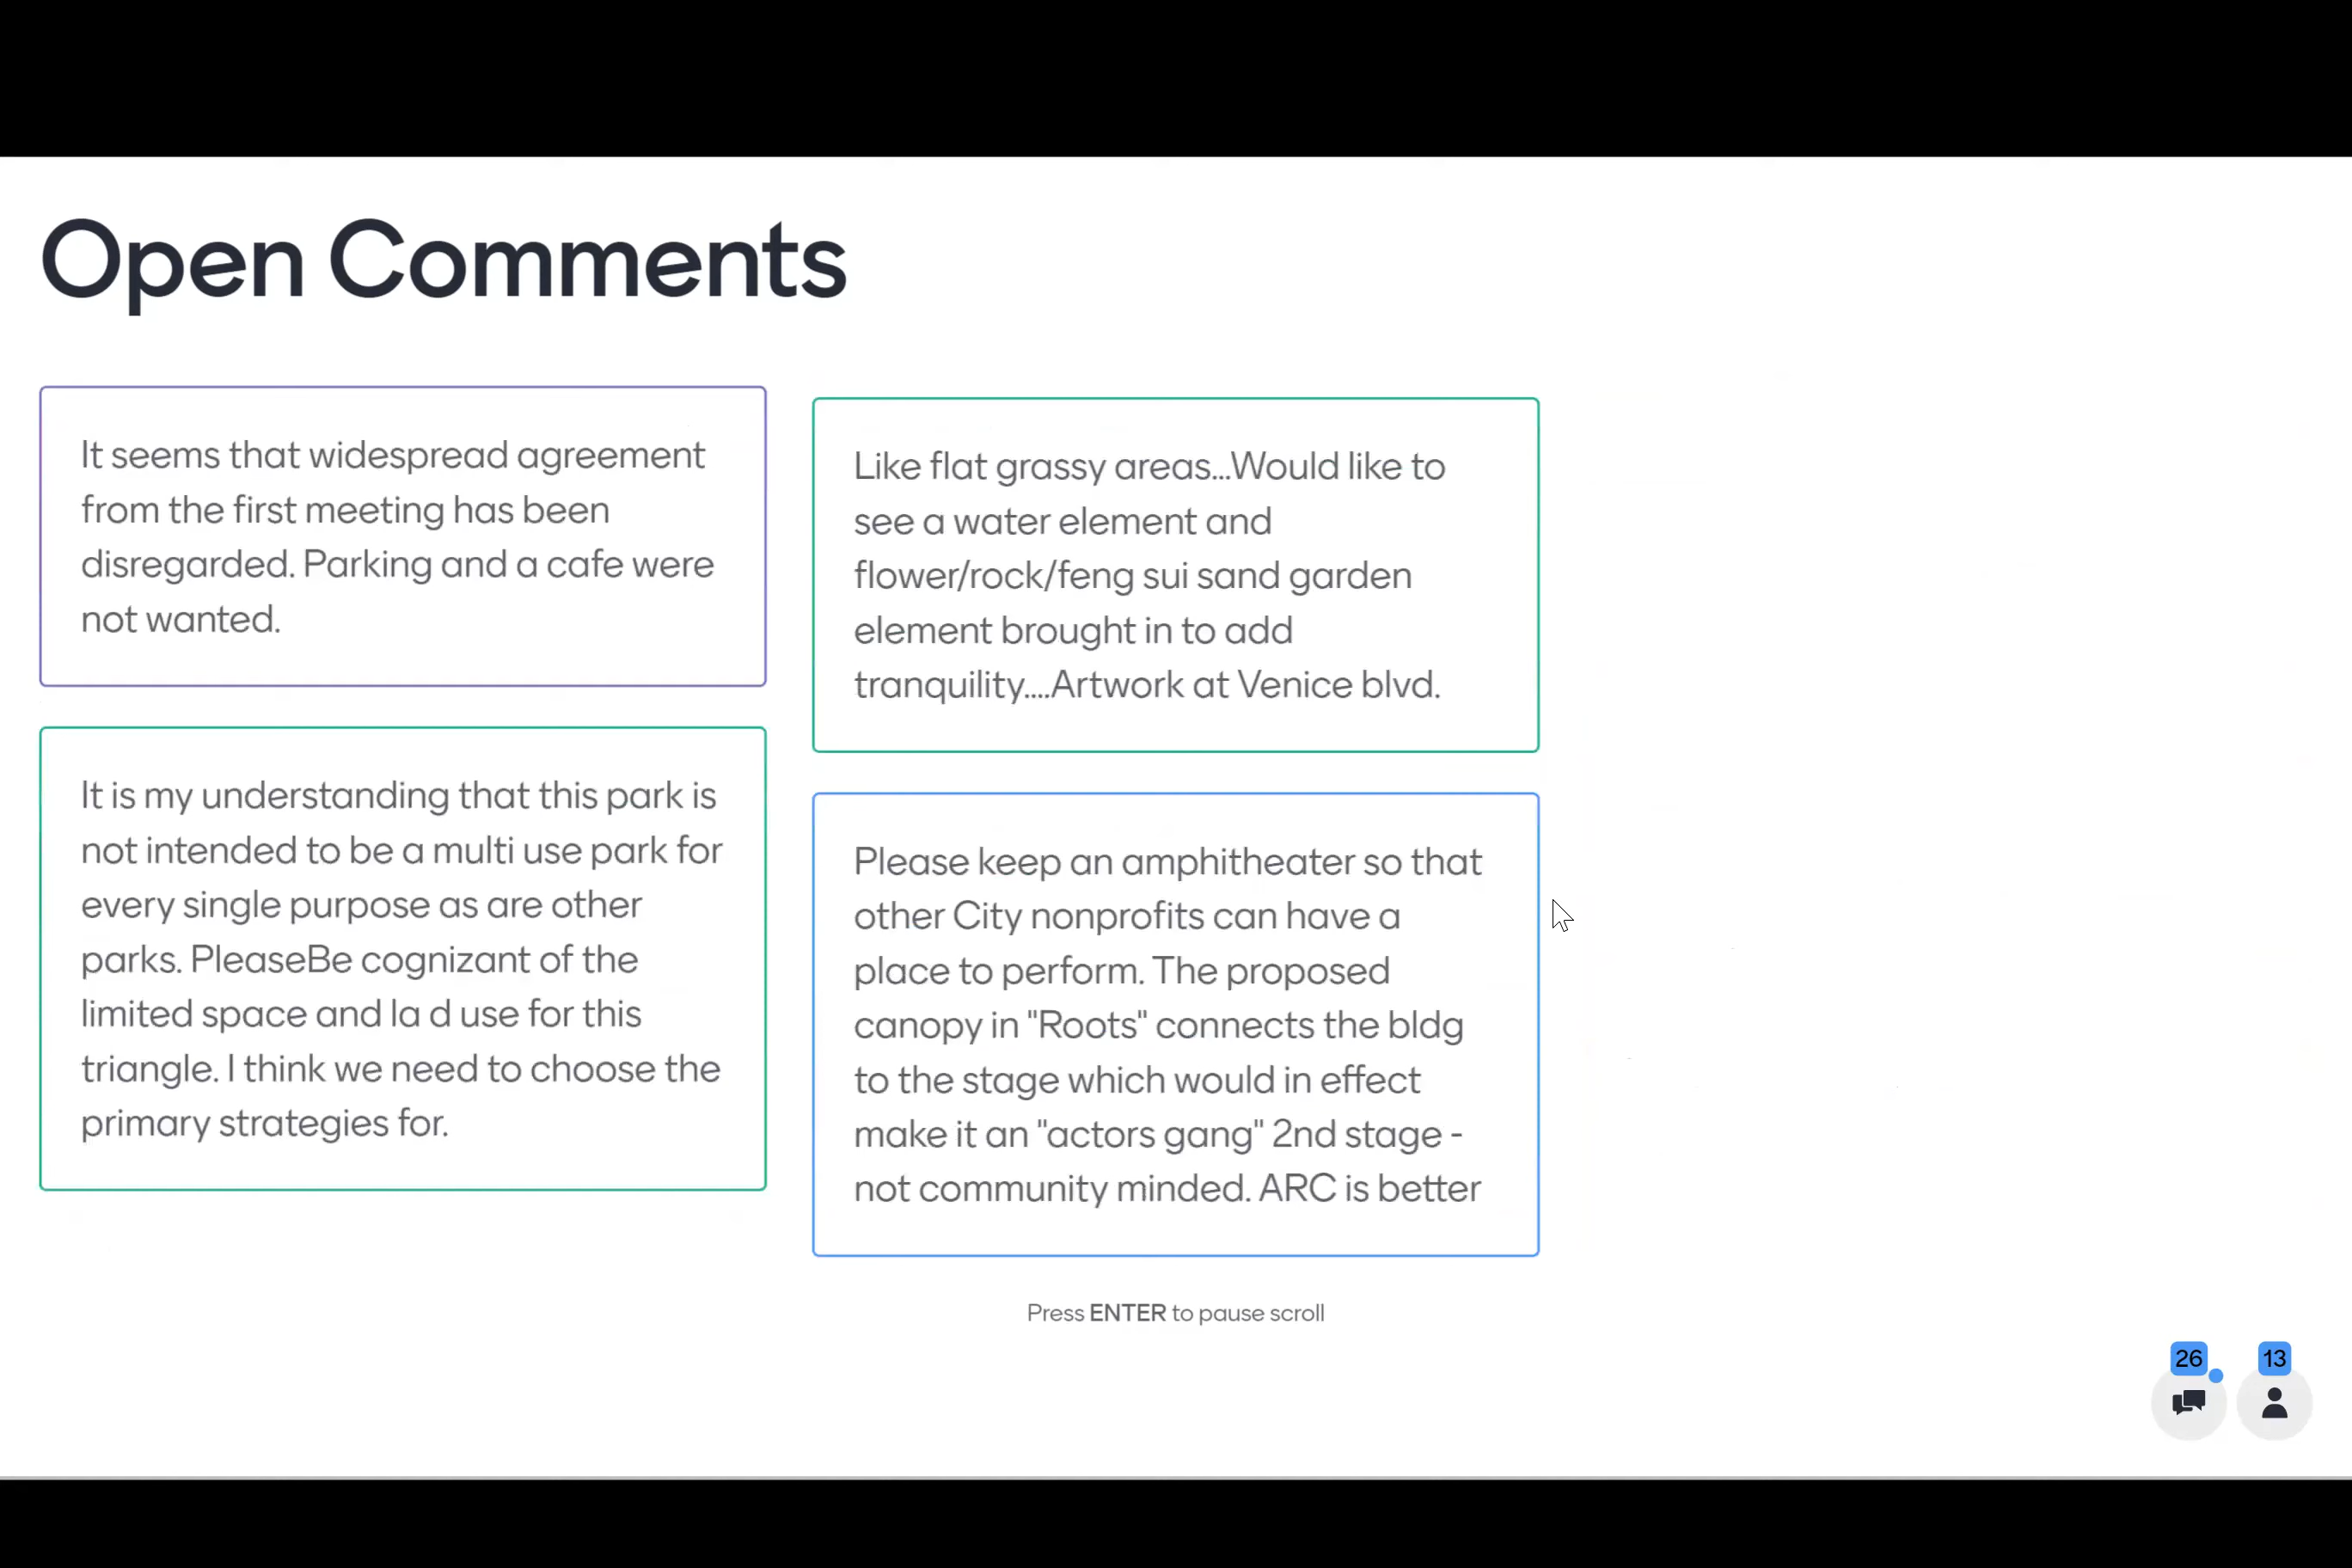 Open Comments
It seems that widespread agreement
from the first meeting has been
disregarded. Parking and a cafe were
not wanted.
It is my understanding that this park is
not intended to be a multi use park for
every single purpose as are other
parks. PleaseBe cognizant of the
limited space and la d use for this
triangle. I think we need to choose the
primary strategies for.
Like flat grassy areas...Would like to
see a water element and
flower/rock/feng sui sand garden
element brought in to add
tranquility....Artwork at Venice blvd.
Please keep an amphitheater so that
other City nonprofits can have a
place to perform. The proposed
canopy in "Roots" connects the bldg
to the stage which would in effect
make it an "actors gang" 2nd stage -
not community minded. ARC is better
Press ENTER to pause scroll
26 13